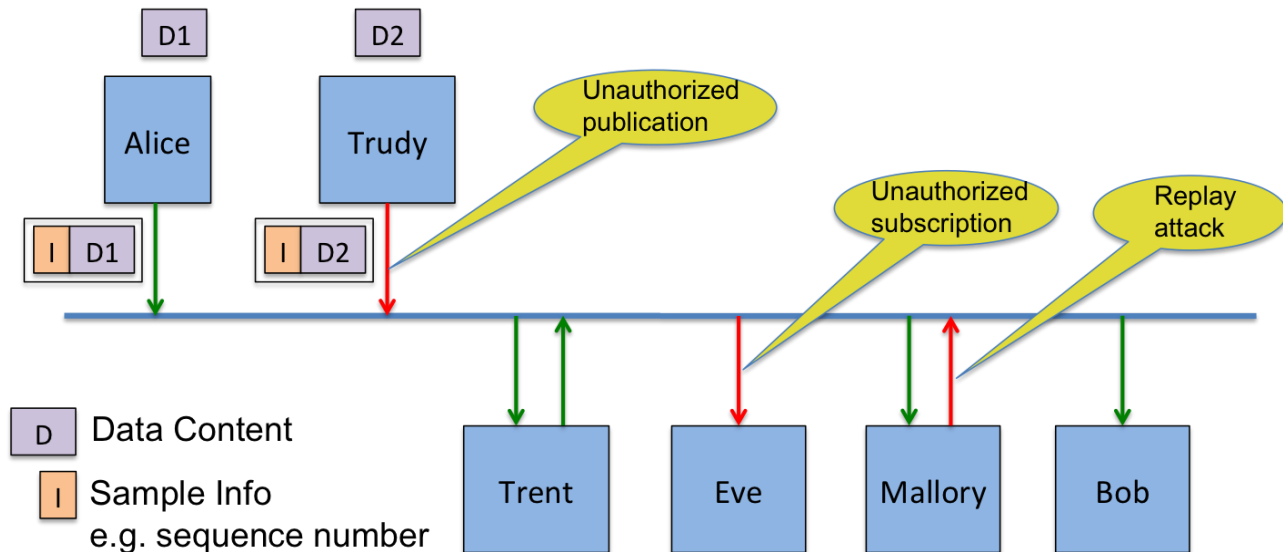 D1
D2
Alice
Trudy
Unauthorized
publication
Unauthorized
subscription
Replay
attack
I D1
I D2
D Data Content
I Sample Info
e.g. sequence number
Trent
Eve
Mallory
Bob